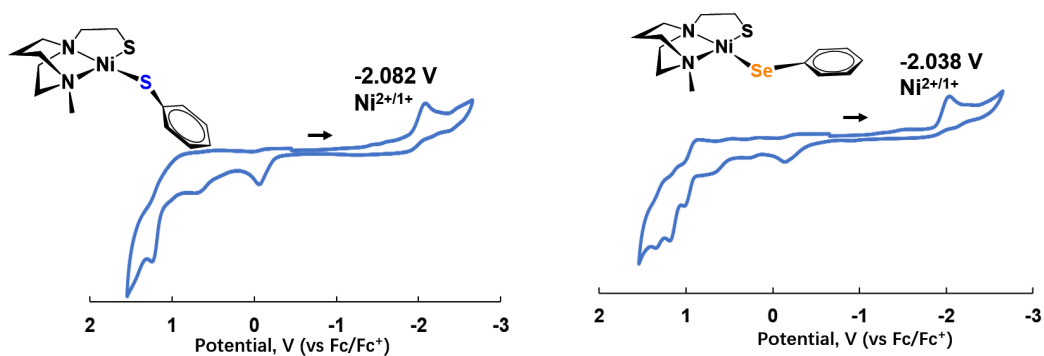 N
S
Ni
N
S
-2.082 V
Ni2+/1+
2
1
0
-1
-2
-3
Potential, V (vs Fc/Fc+)
N
S
Ni
N
Se
-2.038 V
Ni2+/1+
2
1
0
-1
-2
-3
Potential, V (vs Fc/Fc+)